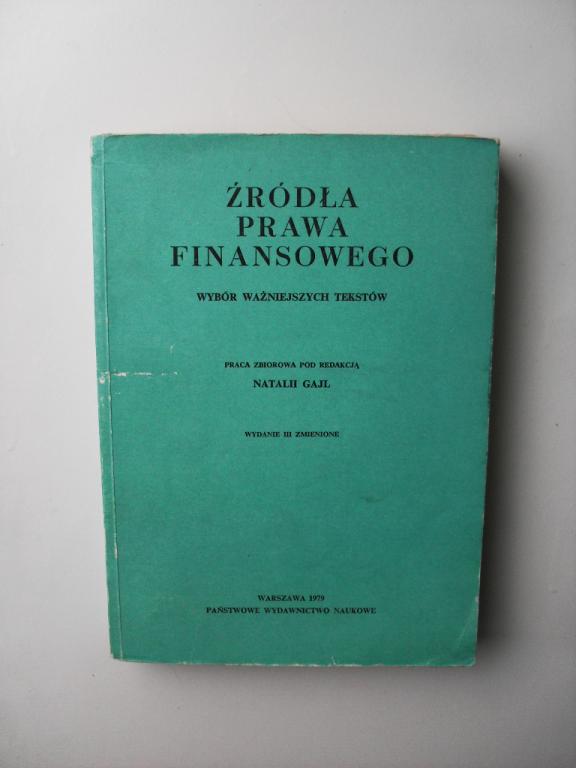 ŹRÓDŁA
PRAWA
FINANSOWEGO
WYBÓR WAŻNIEJSZYCH TEKSTÓW
PRACA ZBIOROWA POD REDAKCJĄ
NATALII GAJL
WYDANIE III ZMIENIONE
WARSZAWA 1979
PAŃSTWOWE WYDAWNICTWO NAUKOWE